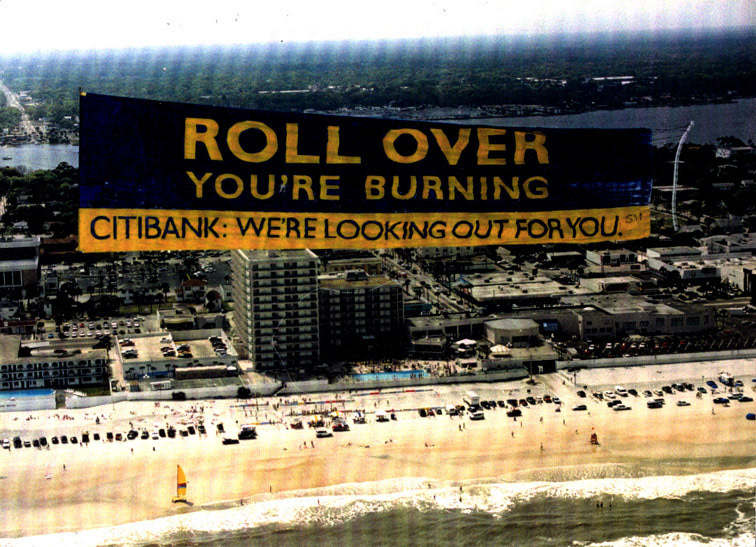 ROLL OVER
YOU'RE BURNING
CITIBANK: WE'RE LOOKING OUT FOR YOU. SM